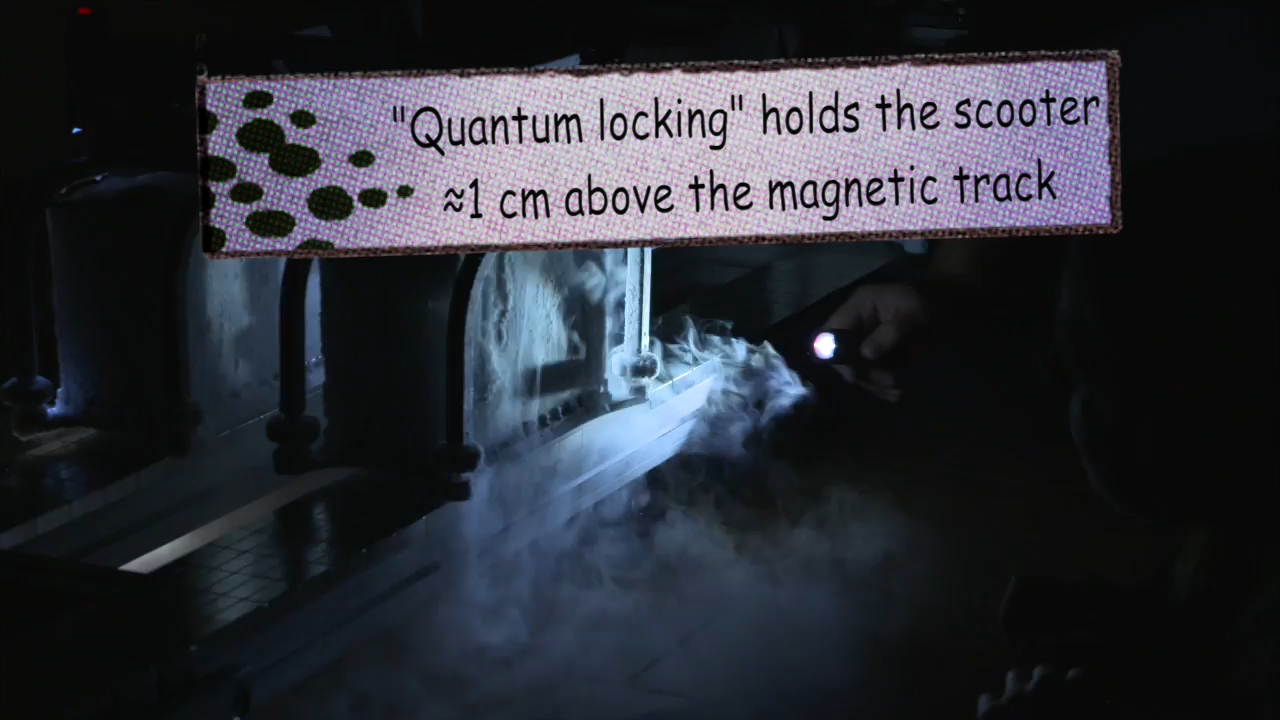 "Quantum locking" holds the scooter
≈1 cm above the magnetic track